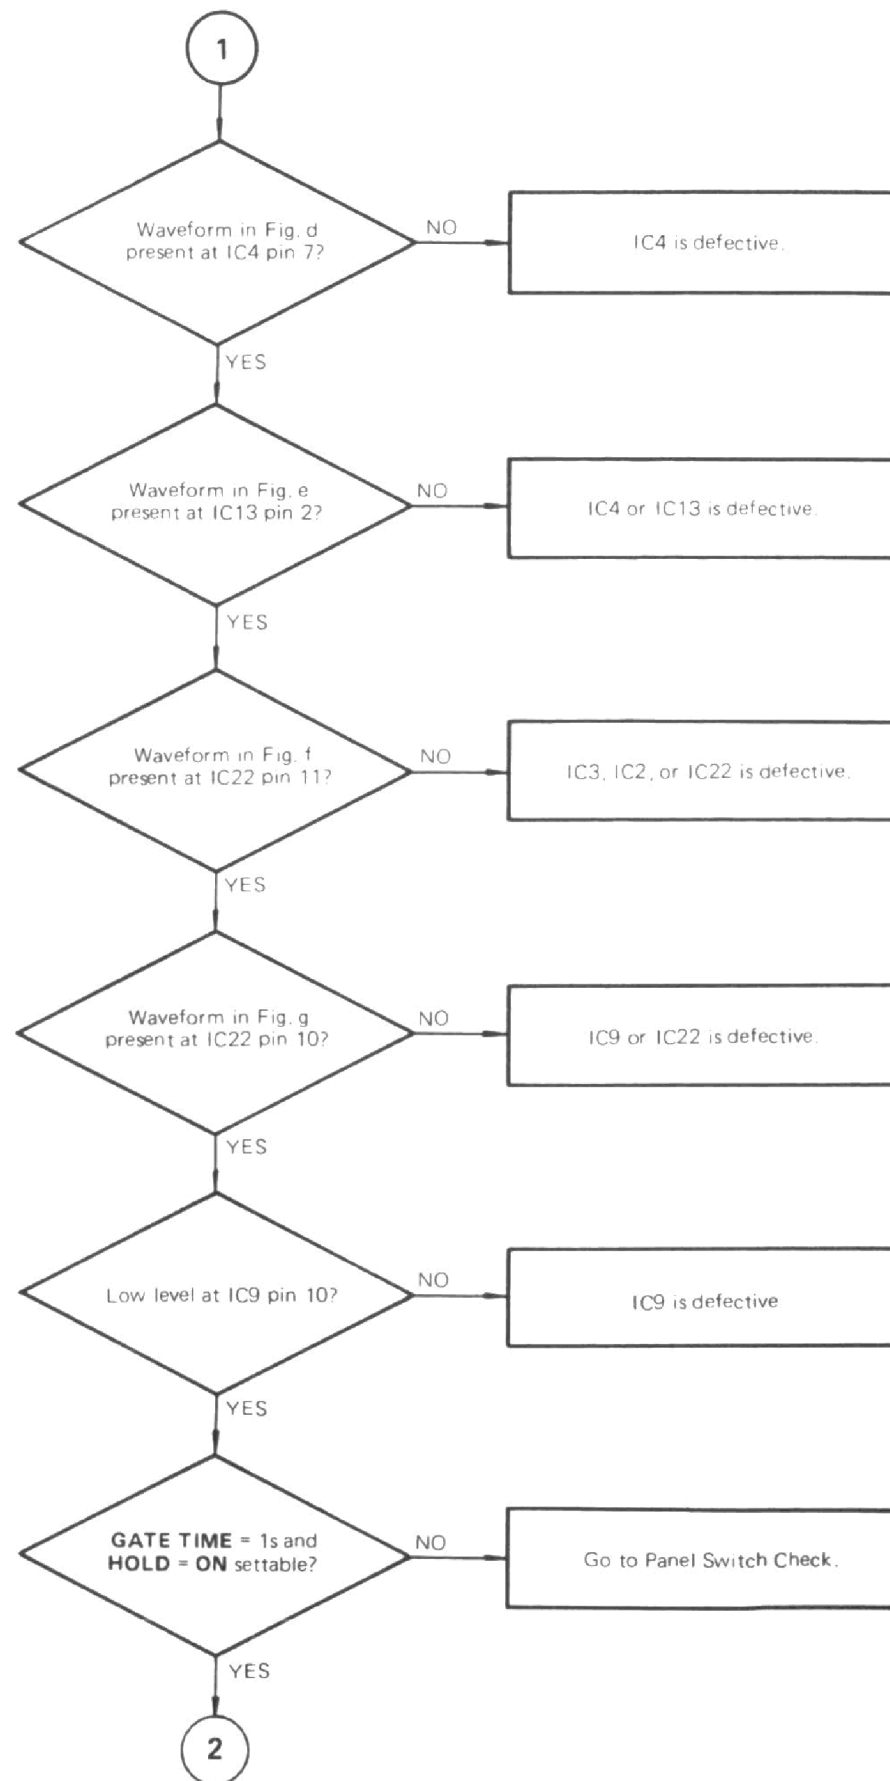 1
Waveform in Fig. d
present at IC4 pin 7?
NO
IC4 is defective.
YES
Waveform in Fig. e
present at IC13 pin 2?
NO
IC4 or IC13 is defective.
YES
Waveform in Fig. f
present at IC22 pin 11?
NO
IC3, IC2, or IC22 is defective.
YES
Waveform in Fig. g
present at IC22 pin 10?
NO
IC9 or IC22 is defective.
YES
Low level at IC9 pin 10?
NO
IC9 is defective
YES
GATE TIME = 1s and
HOLD = ON settable?
NO
Go to Panel Switch Check.
YES
2